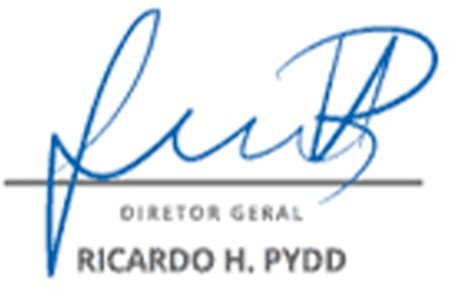 DIRETOR GERAL
RICARDO H. PYDD